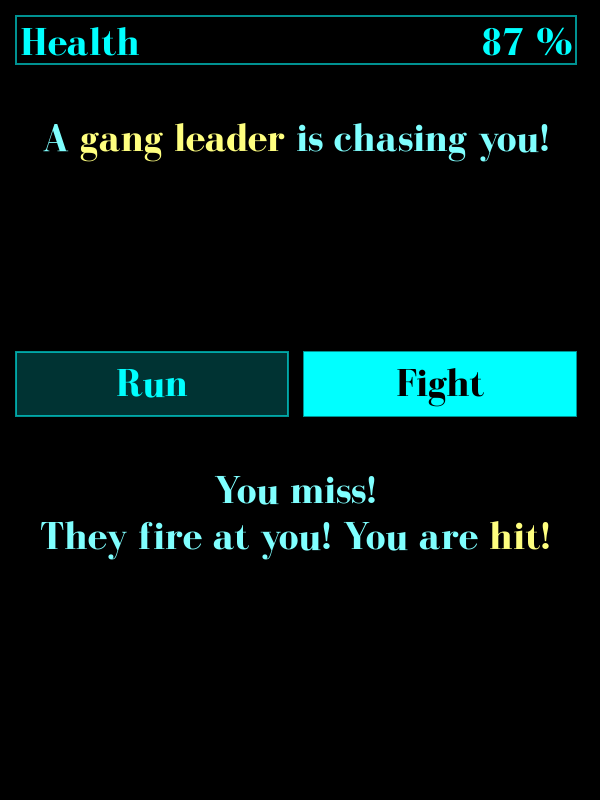 Health 87 %
A gang leader is chasing you!
Run Fight
You miss!
They fire at you! You are hit!